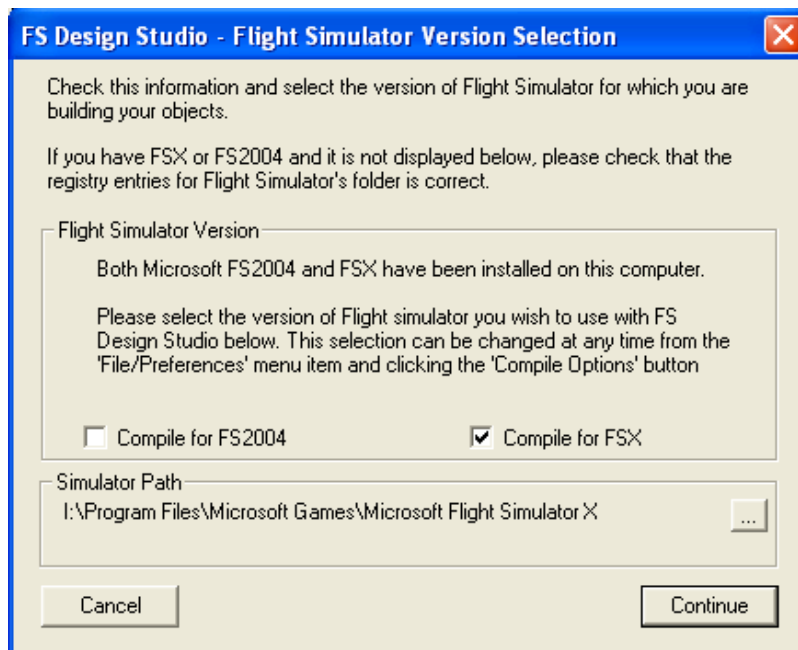 FS Design Studio - Flight Simulator Version Selection
Check this information and select the version of Flight Simulator for which you are
building your objects.
If you have FSX or FS2004 and it is not displayed below, please check that the
registry entries for Flight Simulator's folder is correct.
Flight Simulator Version
Both Microsoft FS2004 and FSX have been installed on this computer.
Please select the version of Flight simulator you wish to use with FS
Design Studio below. This selection can be changed at any time from the
'File/Preferences' menu item and clicking the 'Compile Options' button
Compile for FS2004
Compile for FSX
Simulator Path
I:\Program Files\Microsoft Games\Microsoft Flight Simulator X
...
Cancel
Continue